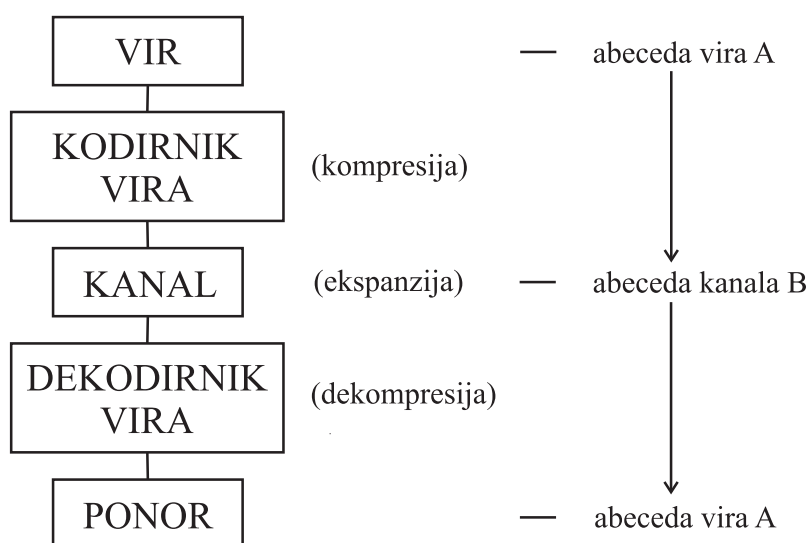 VIR
— abeceda vira A
KODIRNIK
VIRA
(kompresija)
KANAL
(ekspanzija) — abeceda kanala B
DEKODIRNIK
VIRA
(dekompresija)
PONOR
— abeceda vira A